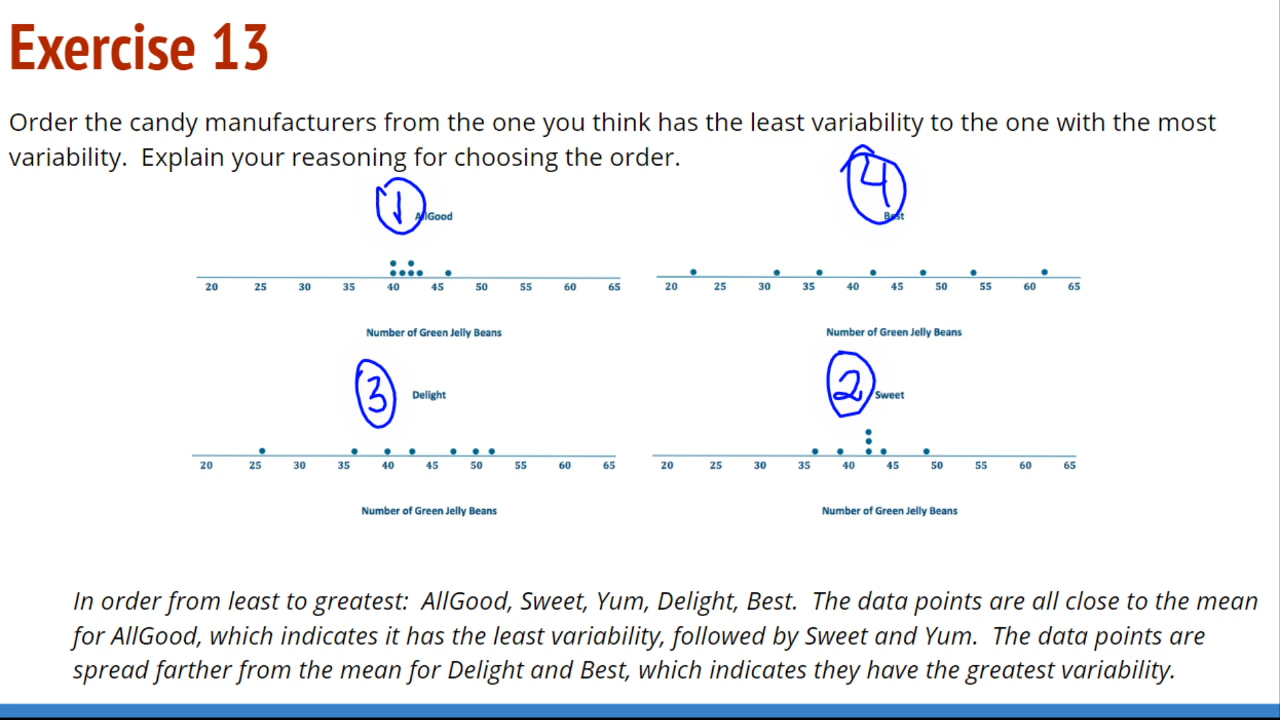 Exercise 13
Order the candy manufacturers from the one you think has the least variability to the one with the most
variability. Explain your reasoning for choosing the order.
1
AllGood
4
Best
20 25 30 35 40 45 50 55 60 65
20 25 30 35 40 45 50 55 60 65
Number of Green Jelly Beans
Number of Green Jelly Beans
3
Delight
2
Sweet
20 25 30 35 40 45 50 55 60 65
20 25 30 35 40 45 50 55 60 65
Number of Green Jelly Beans
Number of Green Jelly Beans
In order from least to greatest: AllGood, Sweet, Yum, Delight, Best. The data points are all close to the mean
for AllGood, which indicates it has the least variability, followed by Sweet and Yum. The data points are
spread farther from the mean for Delight and Best, which indicates they have the greatest variability.